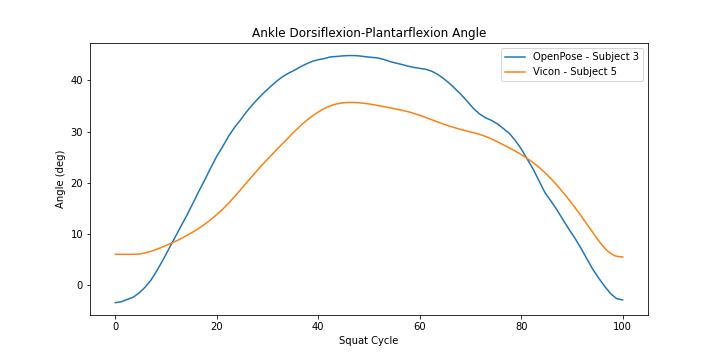 Ankle Dorsiflexion-Plantarflexion Angle
OpenPose - Subject 3
Vicon - Subject 5
Angle (deg)
40
30
20
10
0
0 20 40 60 80 100
Squat Cycle